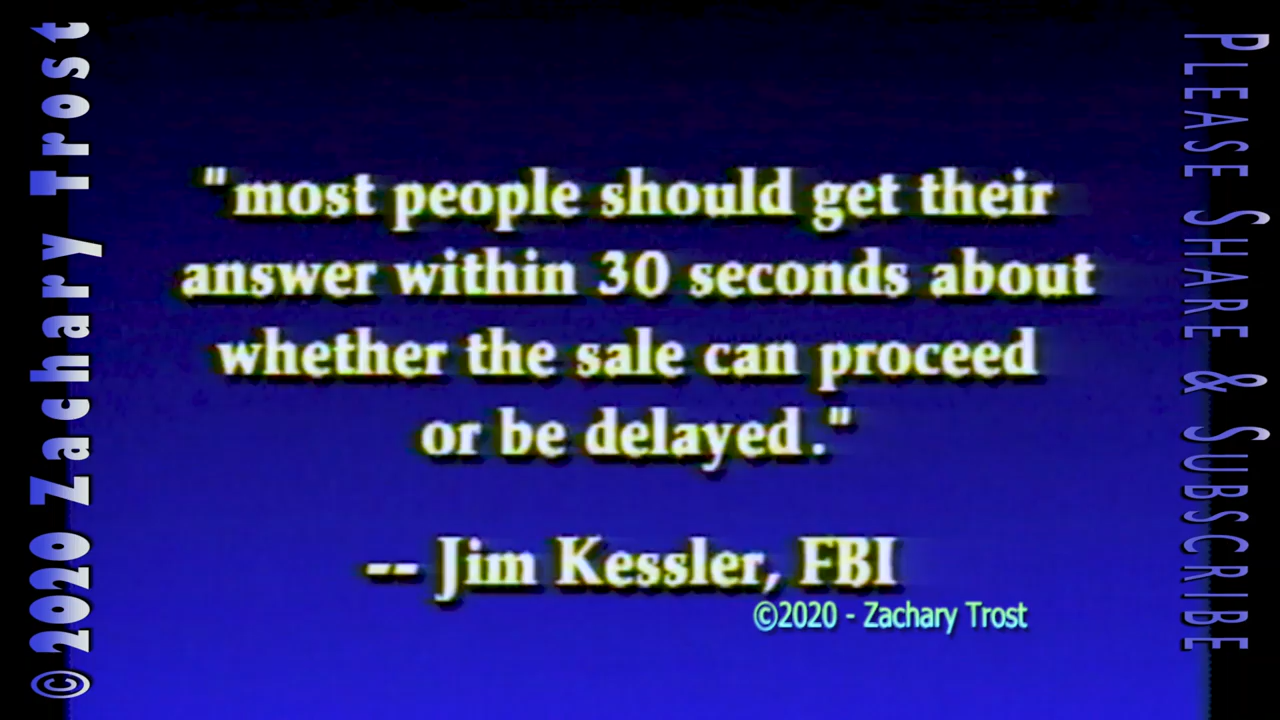 © 2020 Zachary Trost
"most people should get their
answer within 30 seconds about
whether the sale can proceed
or be delayed."
-- Jim Kessler, FBI
©2020 - Zachary Trost
Please Share & Subscribe